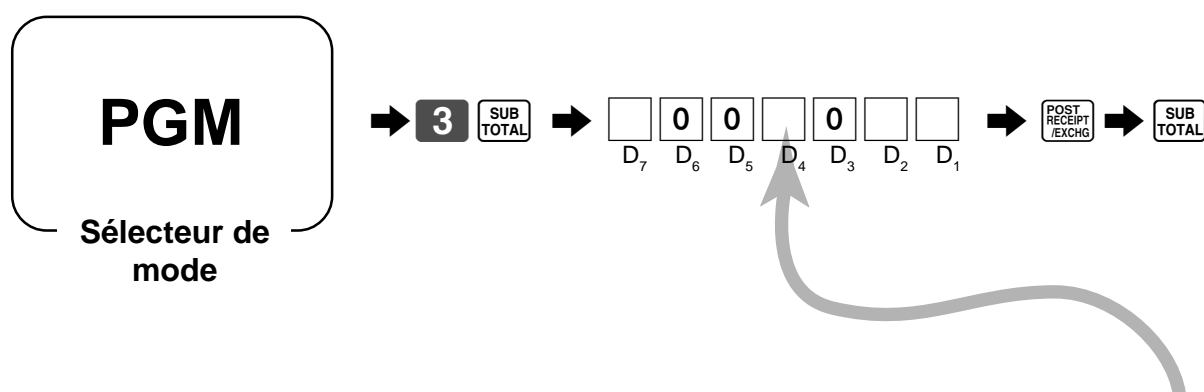 PGM
Sélecteur de
mode
3 SUB TOTAL 0 0 0 POST RECEIPT /EXCHG SUB TOTAL
D7 D6 D5 D4 D3 D2 D1